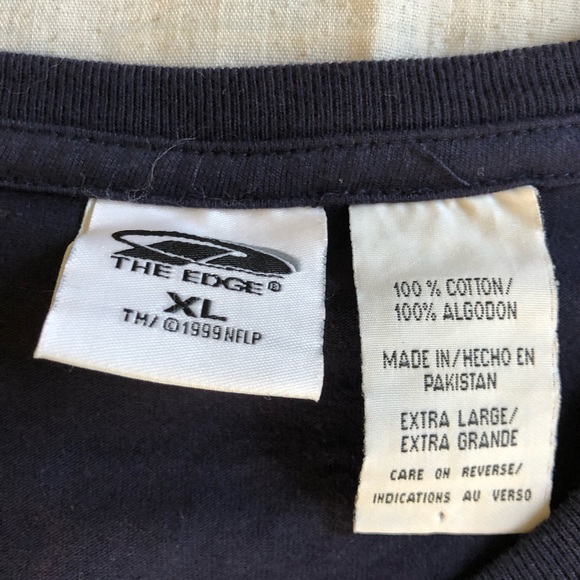 THE EDGE®
XL
TM/ ©1999 NFLP
100 % COTTON/
100% ALGODON
MADE IN/HECHO EN
PAKISTAN
EXTRA LARGE/
EXTRA GRANDE
CARE ON REVERSE/
INDICATIONS AU VERSO